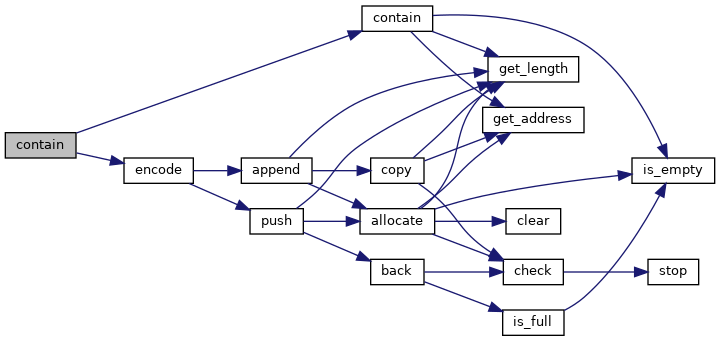 contain
contain
get_length
get_address
encode
append
copy
is_empty
push
allocate
clear
back
check
stop
is_full